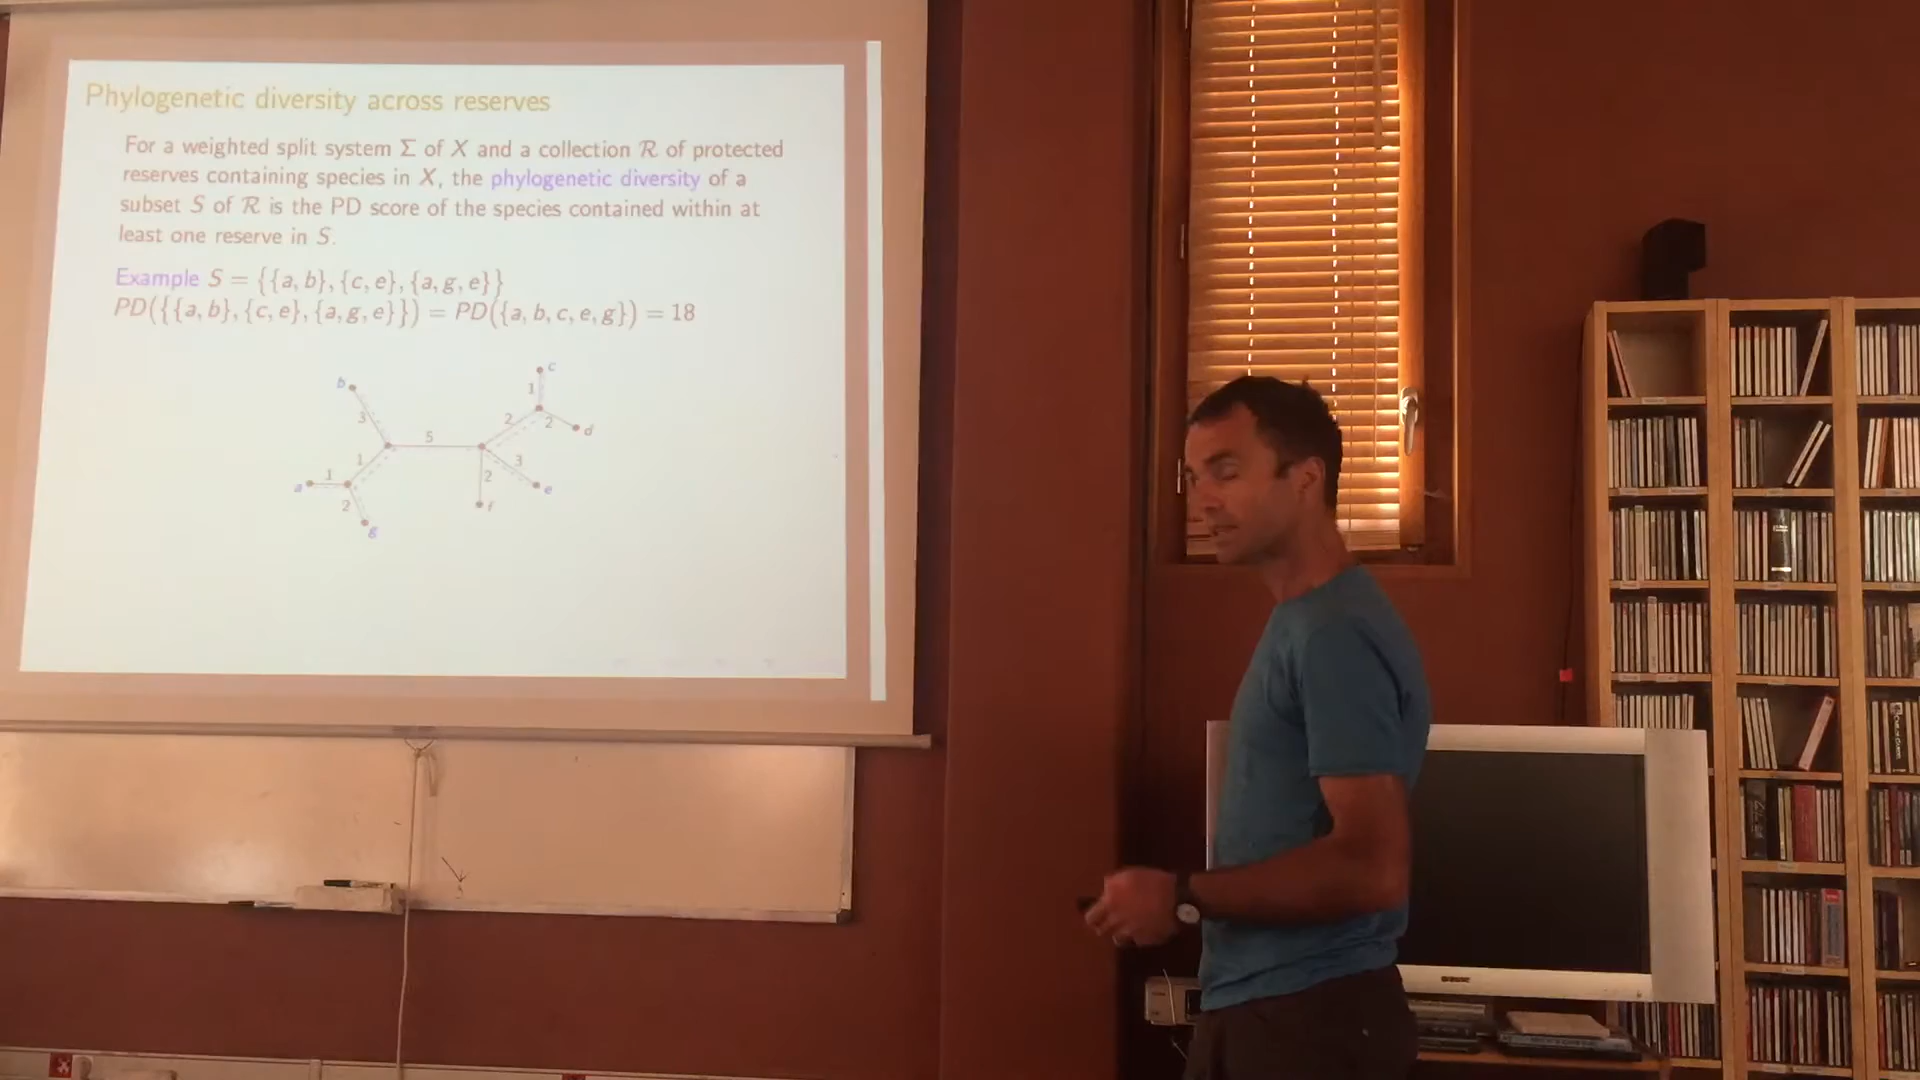 Phylogenetic diversity across reserves
For a weighted split system Σ of X and a collection R of protected
reserves containing species in X, the phylogenetic diversity of a
subset S of R is the PD score of the species contained within at
least one reserve in S.
Example S = {{a, b}, {c, e}, {a, g, e}}
PD({{a, b}, {c, e}, {a, g, e}}) = PD({a, b, c, e, g}) = 18
c
b
1
3
2
2
d
5
1
3
1
2
a
e
2
f
g